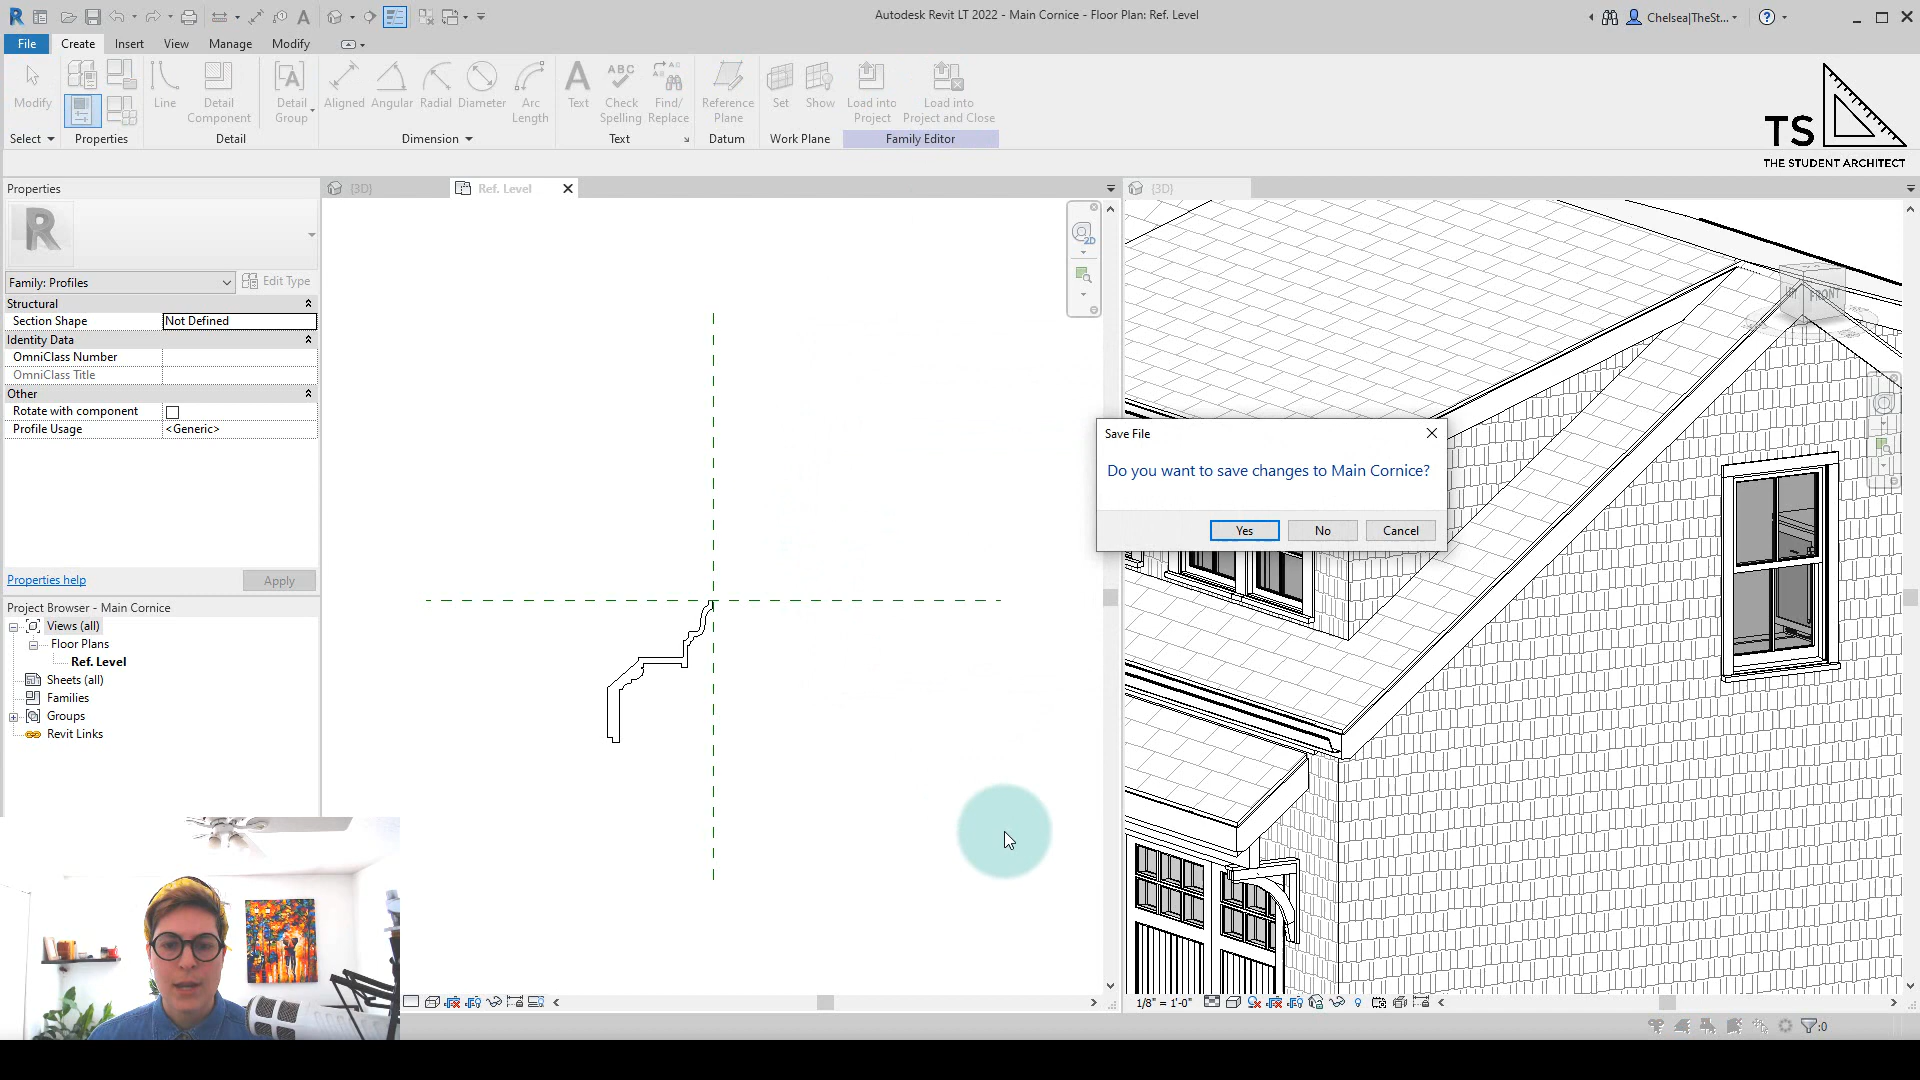 Autodesk Revit LT 2022 - Main Cornice - Floor Plan: Ref. Level
Chelsea|TheSt...
File Create Insert View Manage Modify
Modify
Line
Detail Component
Detail Group
Aligned Angular Radial Diameter Arc Length
Text
Check Spelling
Find/ Replace
Reference Plane
Set Show
Load into Project
Load into Project and Close
Select Properties Detail Dimension Text Datum Work Plane Family Editor
TS
THE STUDENT ARCHITECT
Properties
{3D}
Ref. Level
{3D}
R
Family: Profiles
Edit Type
Structural
Section Shape Not Defined
Identity Data
OmniClass Number
OmniClass Title
Other
Rotate with component
Profile Usage <Generic>
Properties help
Apply
Project Browser - Main Cornice
Views (all)
Floor Plans
Ref. Level
Sheets (all)
Families
Groups
Revit Links
2D
FRONT
Save File
Do you want to save changes to Main Cornice?
Yes No Cancel
1/8" = 1'-0"
:0